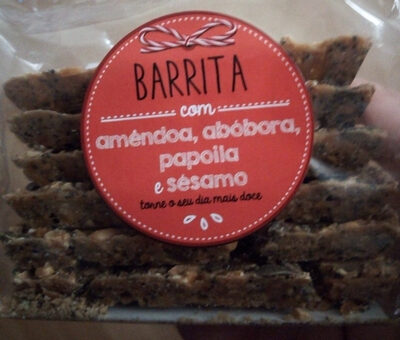 BARRITA
com
amêndoa, abóbora,
papoila
e sésamo
torne o seu dia mais doce